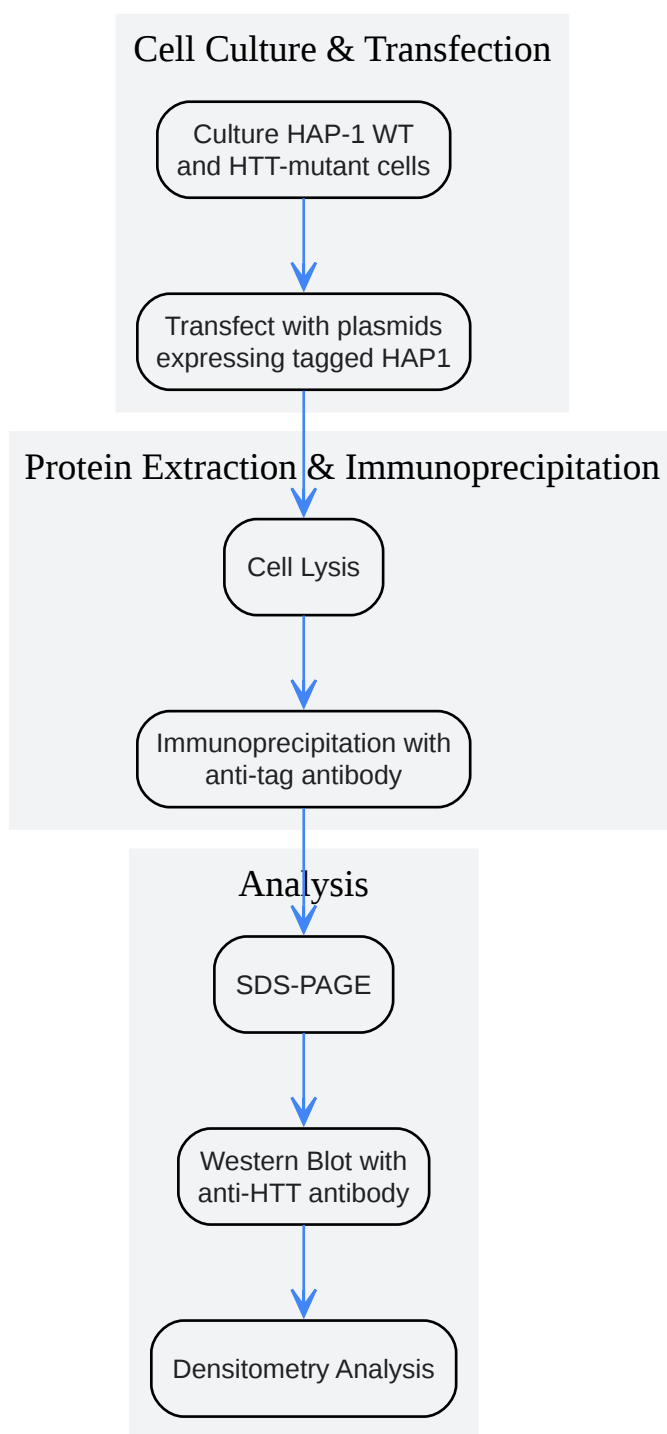 Cell Culture & Transfection
Culture HAP-1 WT
and HTT-mutant cells
Transfect with plasmids
expressing tagged HAP1
Protein Extraction & Immunoprecipitation
Cell Lysis
Immunoprecipitation with
anti-tag antibody
Analysis
SDS-PAGE
Western Blot with
anti-HTT antibody
Densitometry Analysis